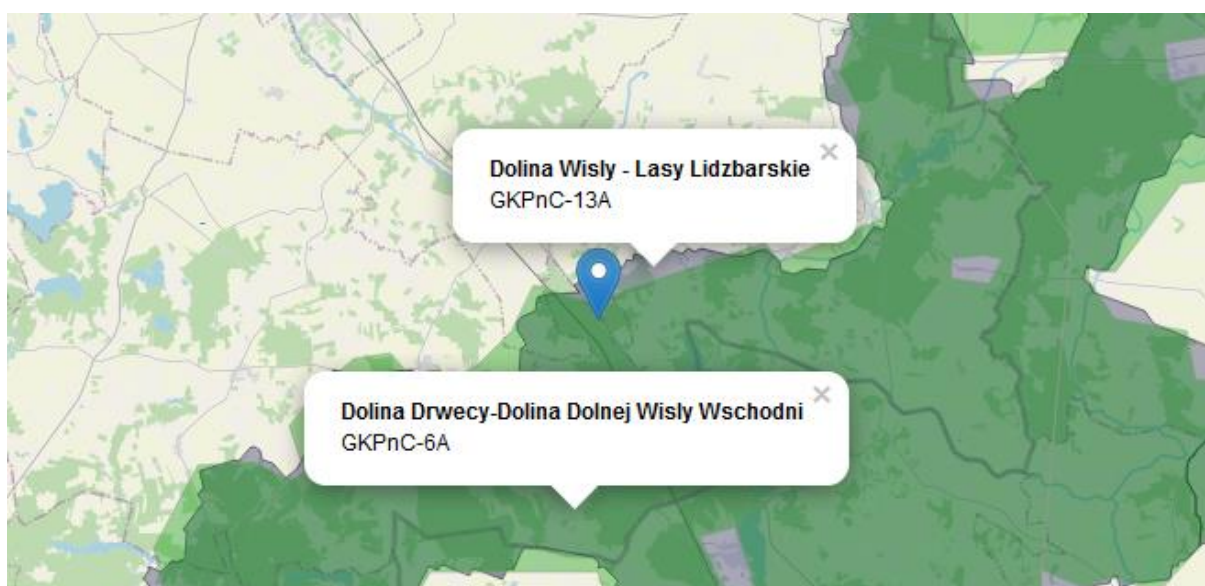 Dolina Wisly - Lasy Lidzbarskie
GKPnC-13A
Dolina Drwecy-Dolina Dolnej Wisly Wschodni
GKPnC-6A